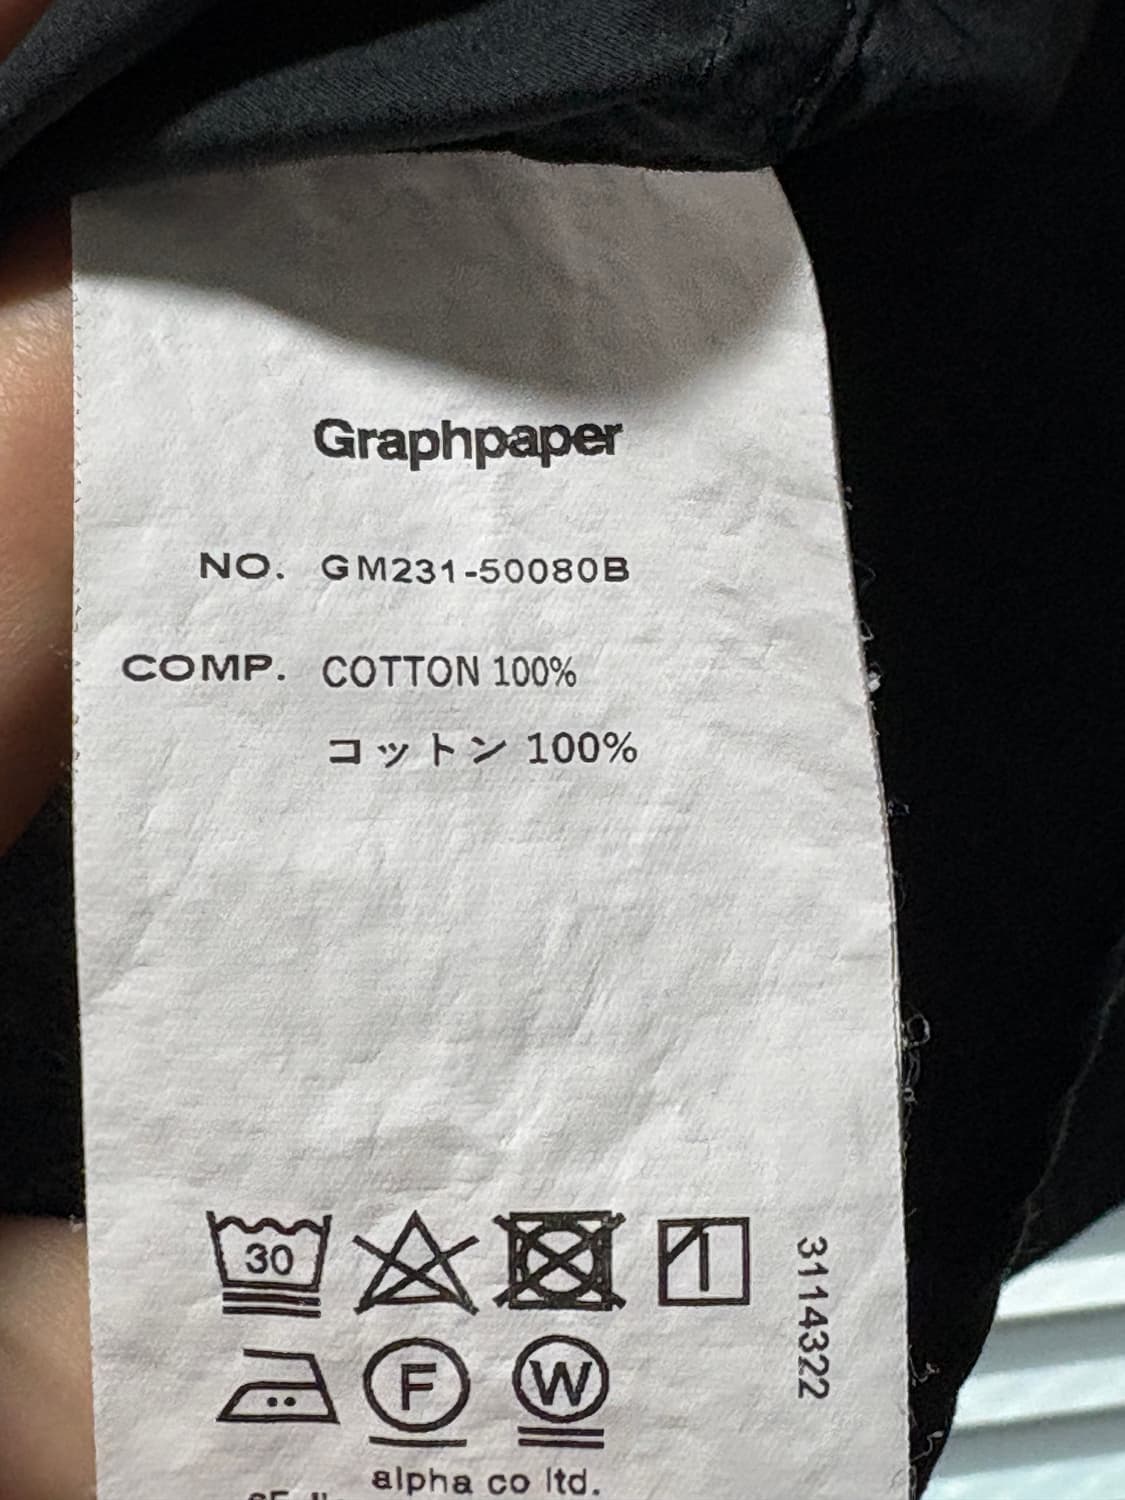 Graphpaper
NO. GM231-50080B
COMP. COTTON 100%
コットン 100%
30
F
W
3114322
alpha co ltd.